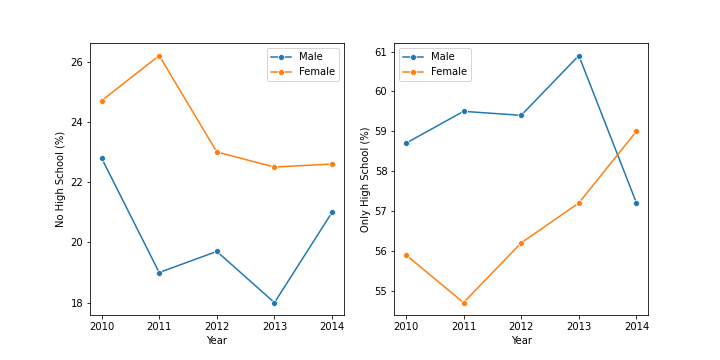 No High School (%)
26
24
22
20
18
2010 2011 2012 2013 2014
Year
Male
Female
Only High School (%)
61
60
59
58
57
56
55
2010 2011 2012 2013 2014
Year
Male
Female